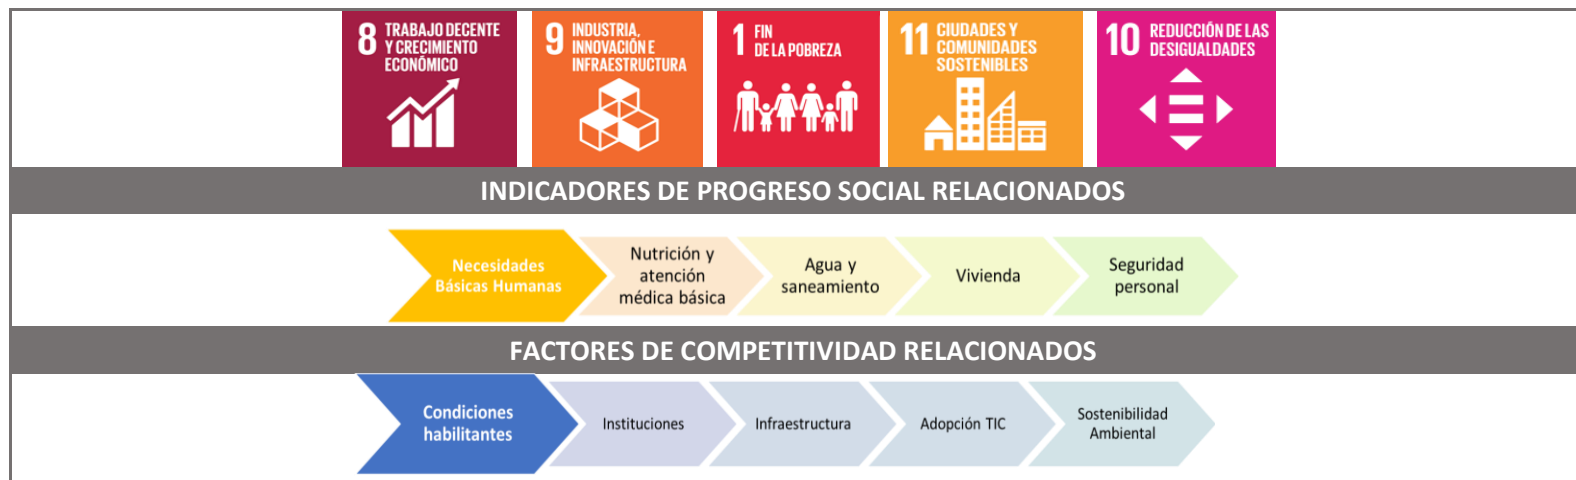 8 TRABAJO DECENTE
Y CRECIMIENTO
ECONÓMICO
9 INDUSTRIA,
INNOVACIÓN E
INFRAESTRUCTURA
1 FIN
DE LA POBREZA
11 CIUDADES Y
COMUNIDADES
SOSTENIBLES
10 REDUCCIÓN DE LAS
DESIGUALDADES
INDICADORES DE PROGRESO SOCIAL RELACIONADOS
Necesidades
Básicas Humanas
Nutrición y
atención
médica básica
Agua y
saneamiento
Vivienda
Seguridad
personal
FACTORES DE COMPETITIVIDAD RELACIONADOS
Condiciones
habilitantes
Instituciones
Infraestructura
Adopción TIC
Sostenibilidad
Ambiental